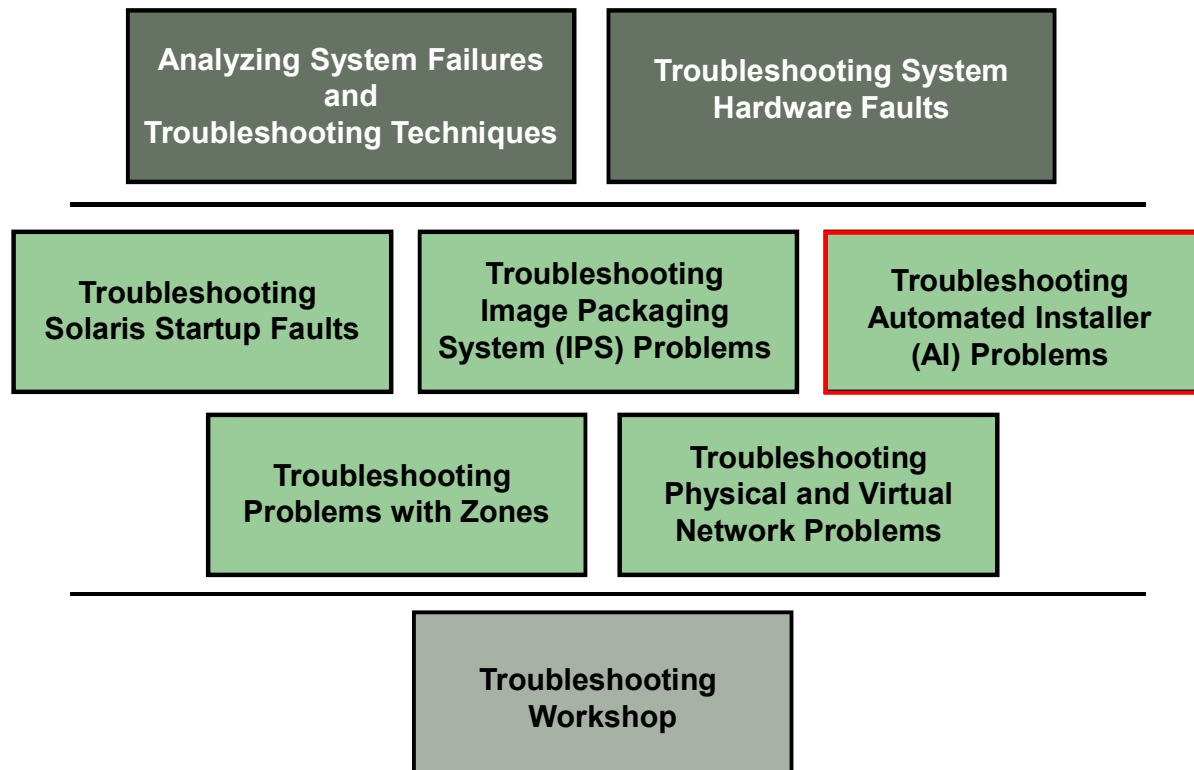 Analyzing System Failures
and
Troubleshooting Techniques
Troubleshooting System
Hardware Faults
Troubleshooting
Solaris Startup Faults
Troubleshooting
Image Packaging
System (IPS) Problems
Troubleshooting
Automated Installer
(AI) Problems
Troubleshooting
Problems with Zones
Troubleshooting
Physical and Virtual
Network Problems
Troubleshooting
Workshop